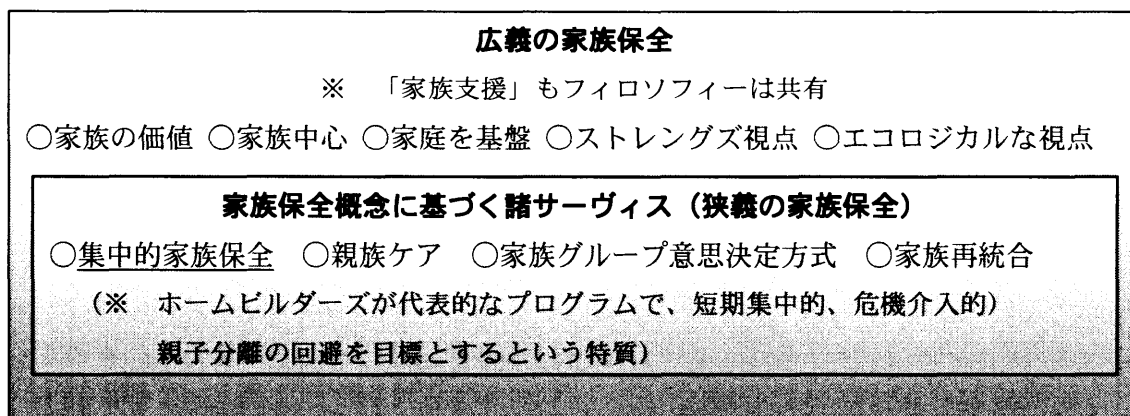 広義の家族保全
※ 「家族支援」もフィロソフィーは共有
○家族の価値 ○家族中心 ○家庭を基盤 ○ストレングズ視点 ○エコロジカルな視点
家族保全概念に基づく諸サーヴィス（狭義の家族保全）
○集中的家族保全 ○親族ケア ○家族グループ意思決定方式 ○家族再統合
（※ ホームビルダーズが代表的なプログラムで、短期集中的、危機介入的）
親子分離の回避を目標とするという特質）